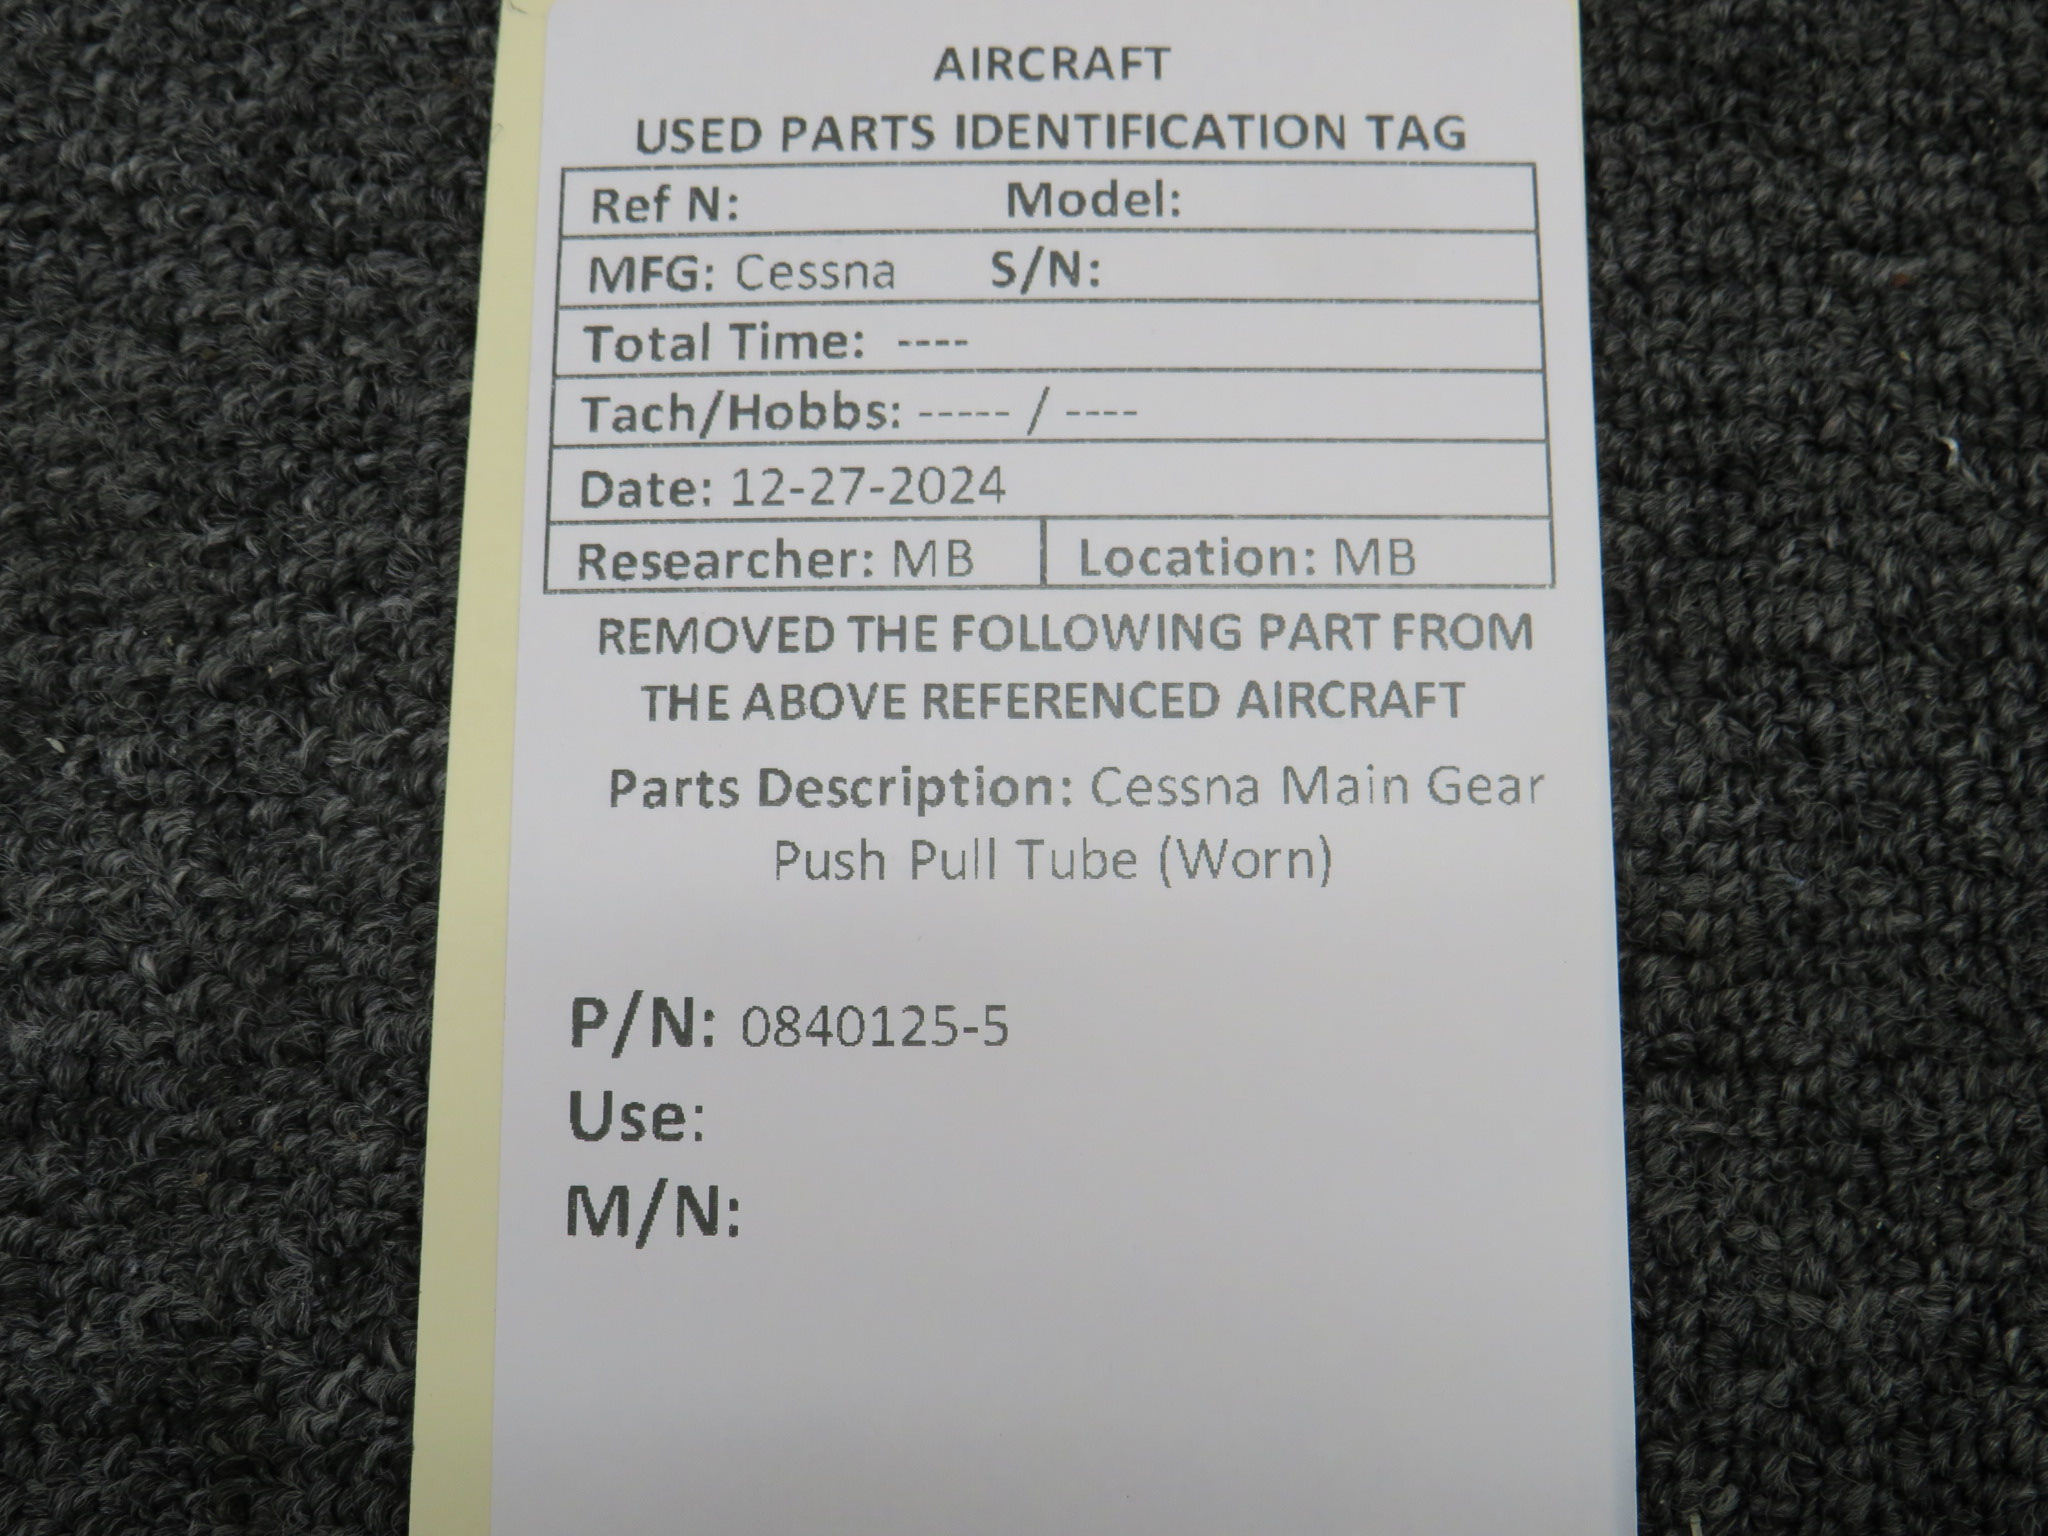 AIRCRAFT
USED PARTS IDENTIFICATION TAG
Ref N: Model:
MFG: Cessna S/N:
Total Time: ----
Tach/Hobbs: ----- / ----
Date: 12-27-2024
Researcher: MB Location: MB
REMOVED THE FOLLOWING PART FROM
THE ABOVE REFERENCED AIRCRAFT
Parts Description: Cessna Main Gear
Push Pull Tube (Worn)
P/N: 0840125-5
Use:
M/N: